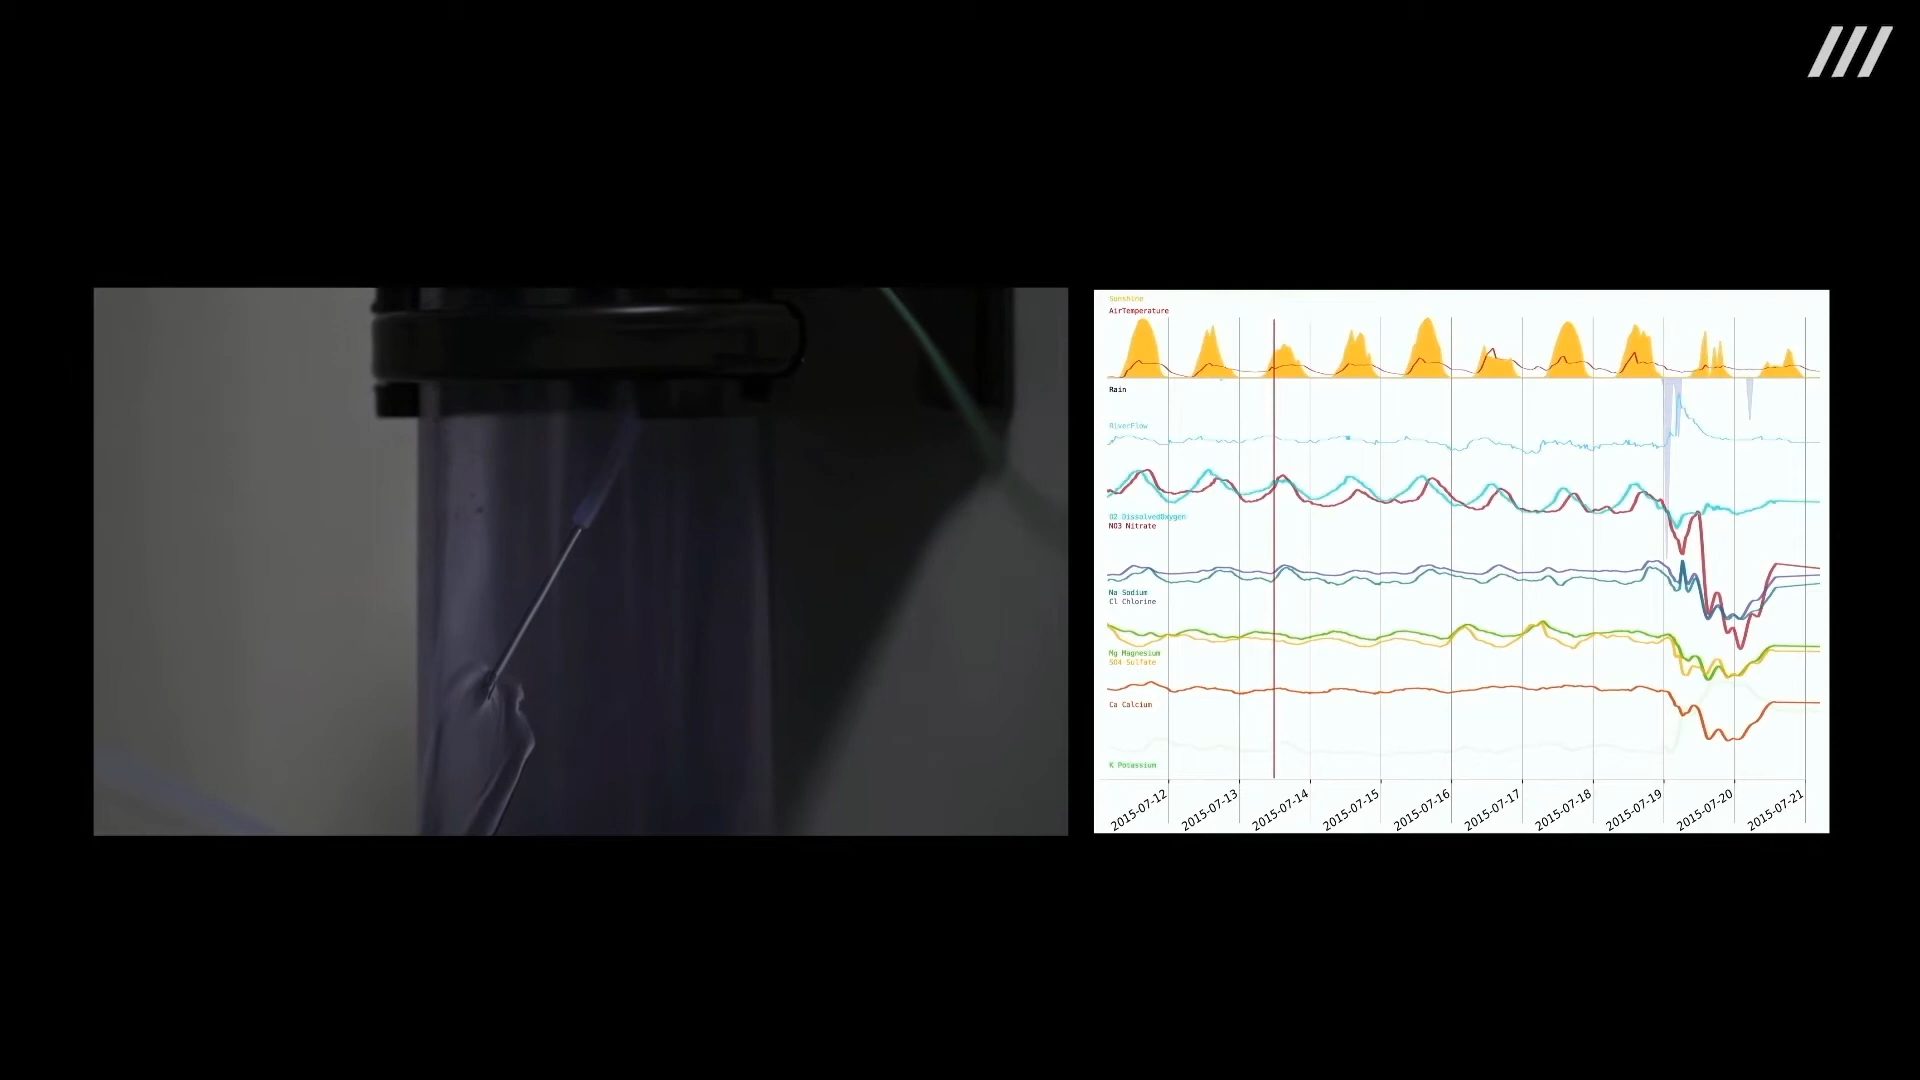 Sunshine
AirTemperature
Rain
RiverFlow
O2 DissolvedOxygen
NO3 Nitrate
Na Sodium
Cl Chlorine
Mg Magnesium
SO4 Sulfate
Ca Calcium
K Potassium
2015-07-12 2015-07-13 2015-07-14 2015-07-15 2015-07-16 2015-07-17 2015-07-18 2015-07-19 2015-07-20 2015-07-21